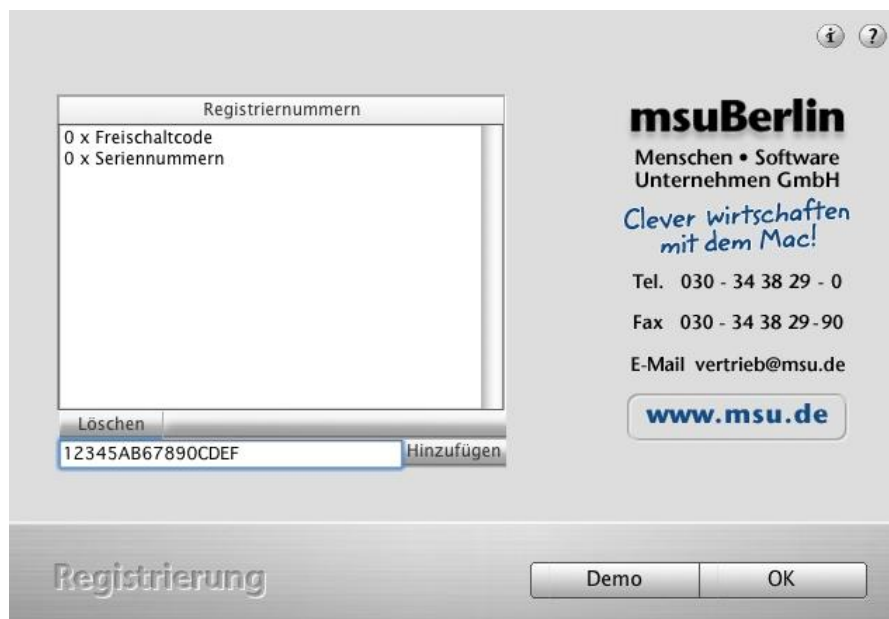 i ?
Registriernummern
0 x Freischaltcode
0 x Seriennummern
Löschen
12345AB67890CDEF
Hinzufügen
msuBerlin
Menschen • Software
Unternehmen GmbH
Clever wirtschaften
mit dem Mac!
Tel. 030 - 34 38 29 - 0
Fax 030 - 34 38 29 - 90
E-Mail vertrieb@msu.de
www.msu.de
Registrierung
Demo
OK